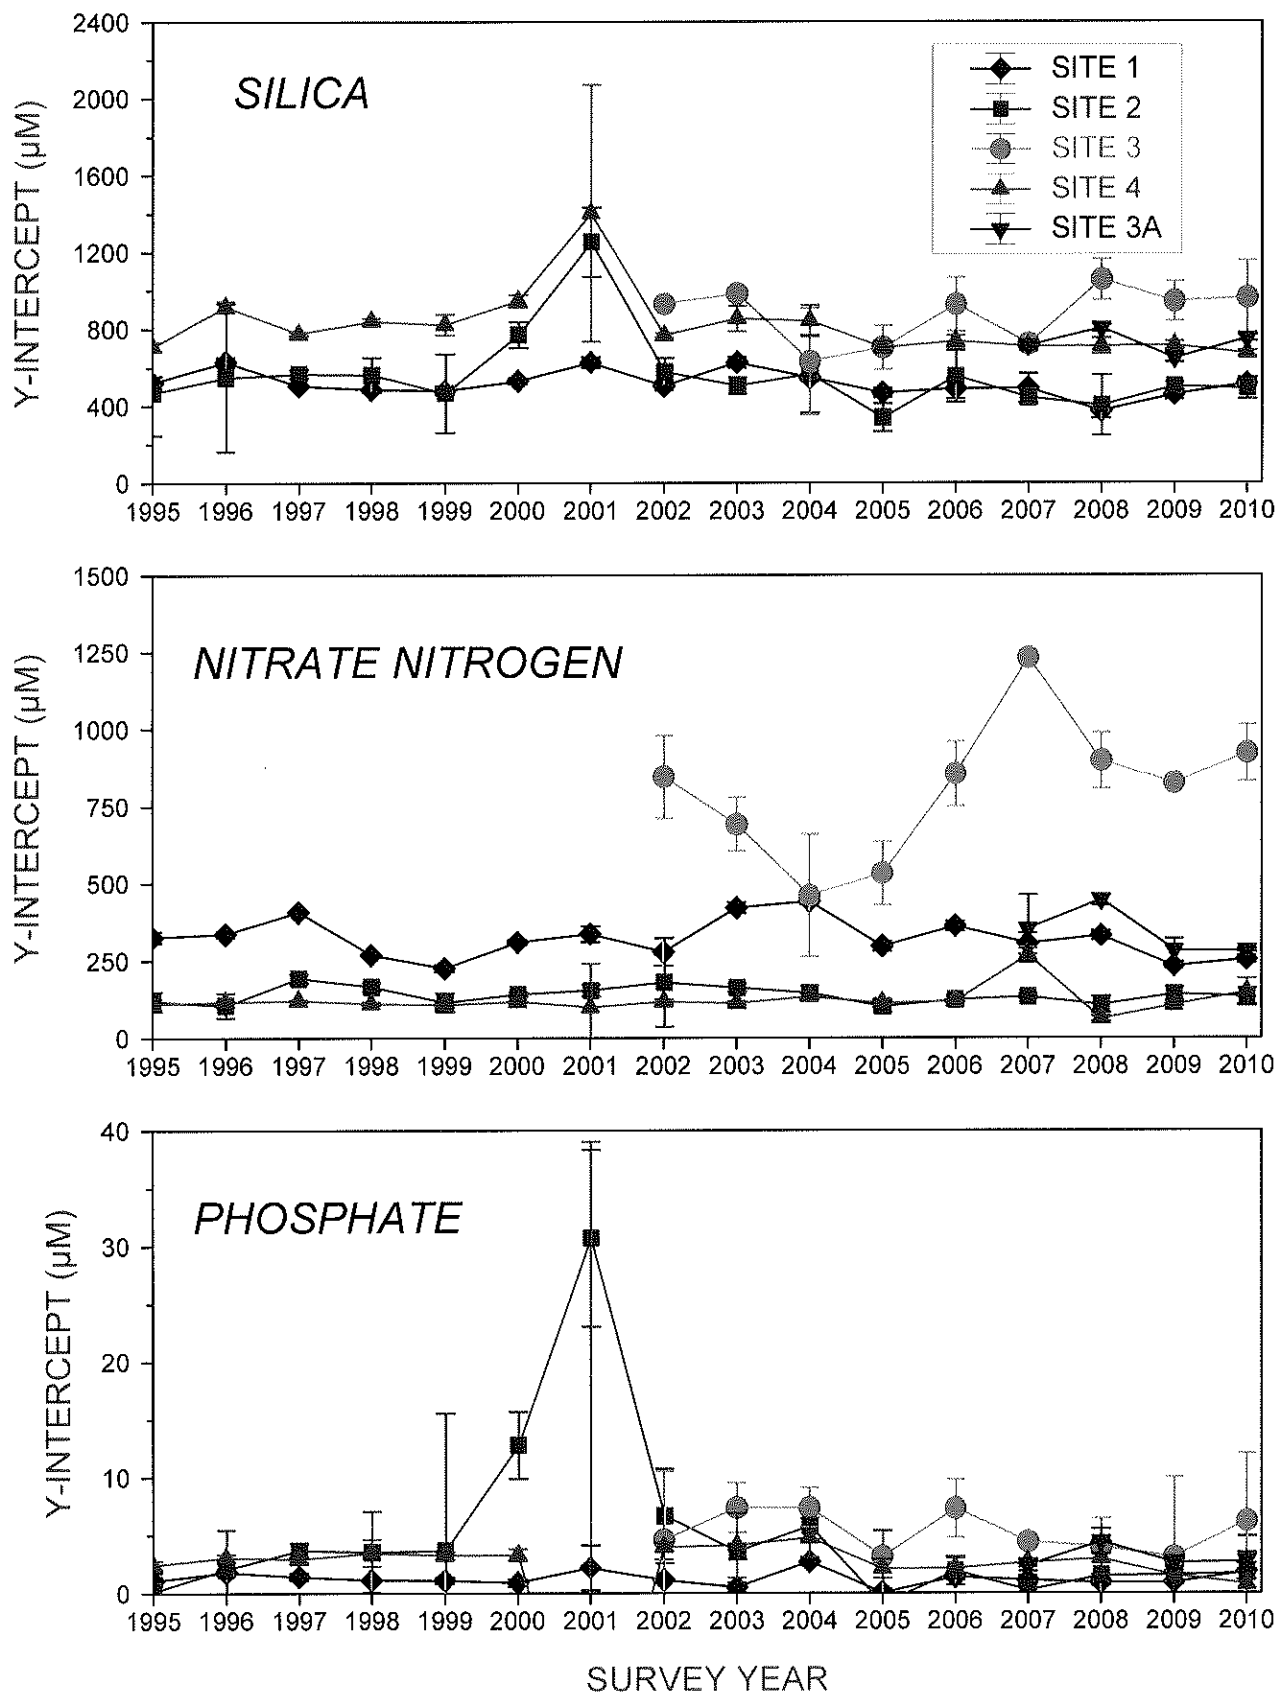 2400
2000
1600
1200
800
400
0
Y-INTERCEPT (µM)
SILICA
SITE 1
SITE 2
SITE 3
SITE 4
SITE 3A
1995 1996 1997 1998 1999 2000 2001 2002 2003 2004 2005 2006 2007 2008 2009 2010
1500
1250
1000
750
500
250
0
Y-INTERCEPT (µM)
NITRATE NITROGEN
1995 1996 1997 1998 1999 2000 2001 2002 2003 2004 2005 2006 2007 2008 2009 2010
40
30
20
10
0
Y-INTERCEPT (µM)
PHOSPHATE
1995 1996 1997 1998 1999 2000 2001 2002 2003 2004 2005 2006 2007 2008 2009 2010
SURVEY YEAR